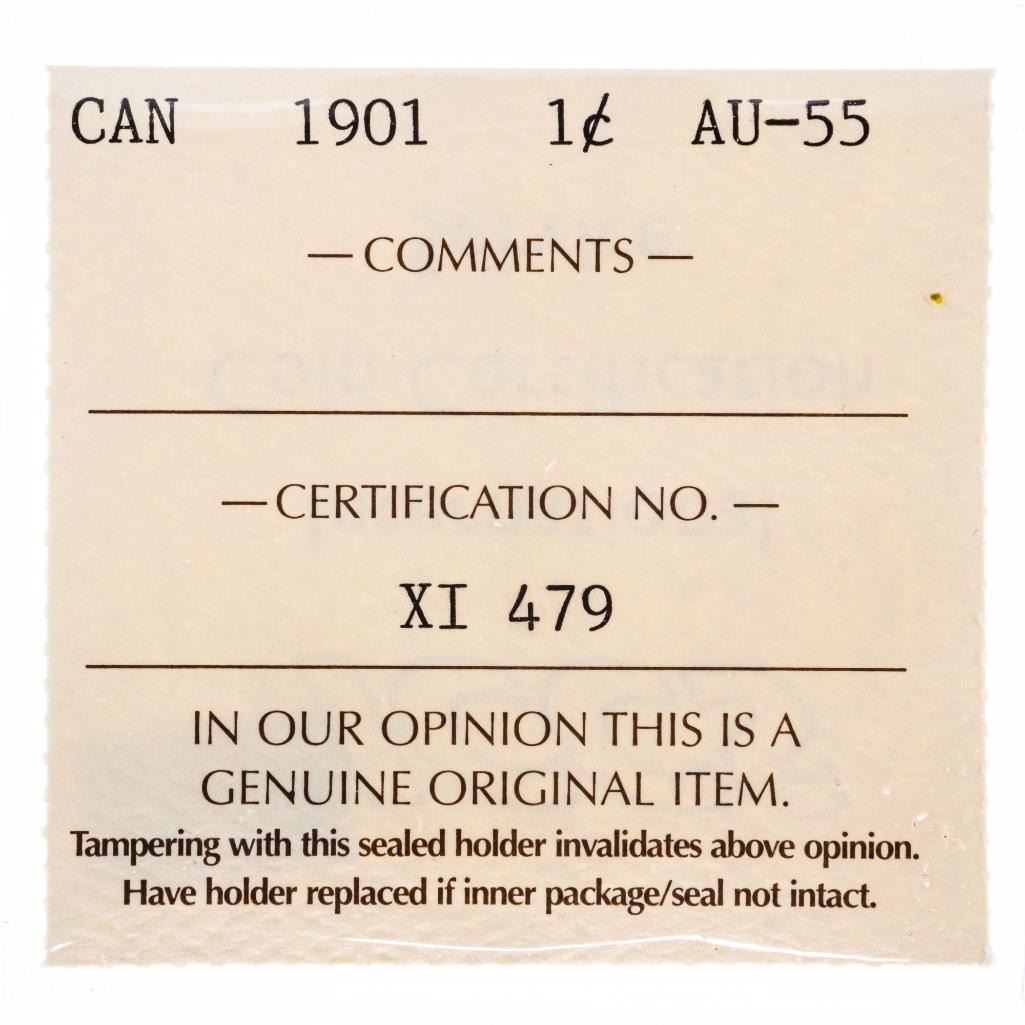 CAN 1901 1¢ AU-55
— COMMENTS —
— CERTIFICATION NO. —
XI 479
IN OUR OPINION THIS IS A
GENUINE ORIGINAL ITEM.
Tampering with this sealed holder invalidates above opinion.
Have holder replaced if inner package/seal not intact.